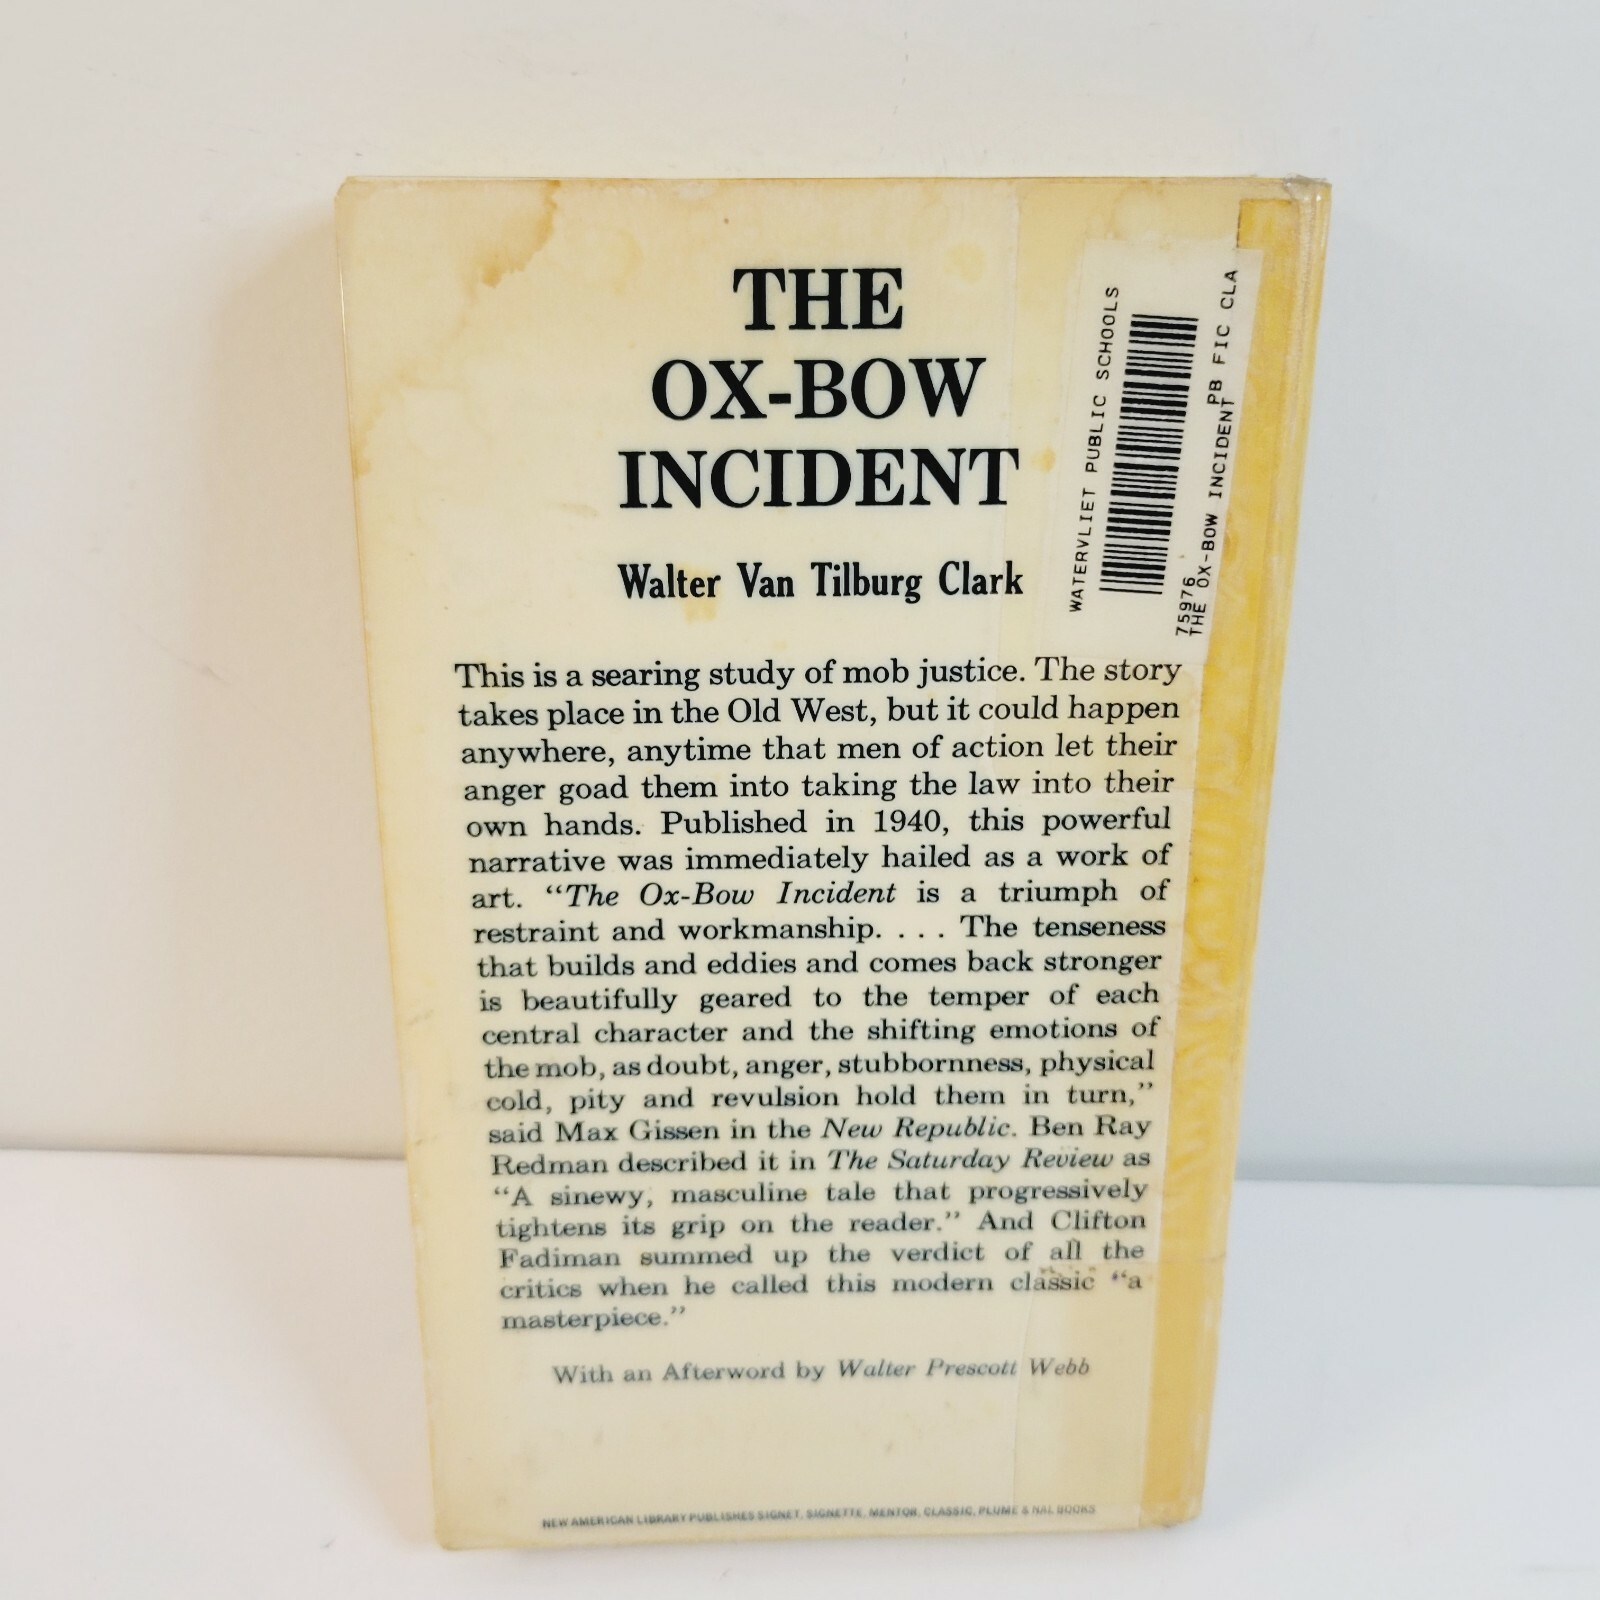 THE
OX-BOW
INCIDENT
Walter Van Tilburg Clark
This is a searing study of mob justice. The story
takes place in the Old West, but it could happen
anywhere, anytime that men of action let their
anger goad them into taking the law into their
own hands. Published in 1940, this powerful
narrative was immediately hailed as a work of
art. “The Ox-Bow Incident is a triumph of
restraint and workmanship. . . . The tenseness
that builds and eddies and comes back stronger
is beautifully geared to the temper of each
central character and the shifting emotions of
the mob, as doubt, anger, stubbornness, physical
cold, pity and revulsion hold them in turn,”
said Max Gissen in the New Republic. Ben Ray
Redman described it in The Saturday Review as
“A sinewy, masculine tale that progressively
tightens its grip on the reader.” And Clifton
Fadiman summed up the verdict of all the
critics when he called this modern classic “a
masterpiece.”
With an Afterword by Walter Prescott Webb
NEW AMERICAN LIBRARY PUBLISHES SIGNET, SIGNETTE, MENTOR, CLASSIC, PLUME & NAL BOOKS
WATERVLIET PUBLIC SCHOOLS
75976 PB FIC CLA
THE OX-BOW INCIDENT